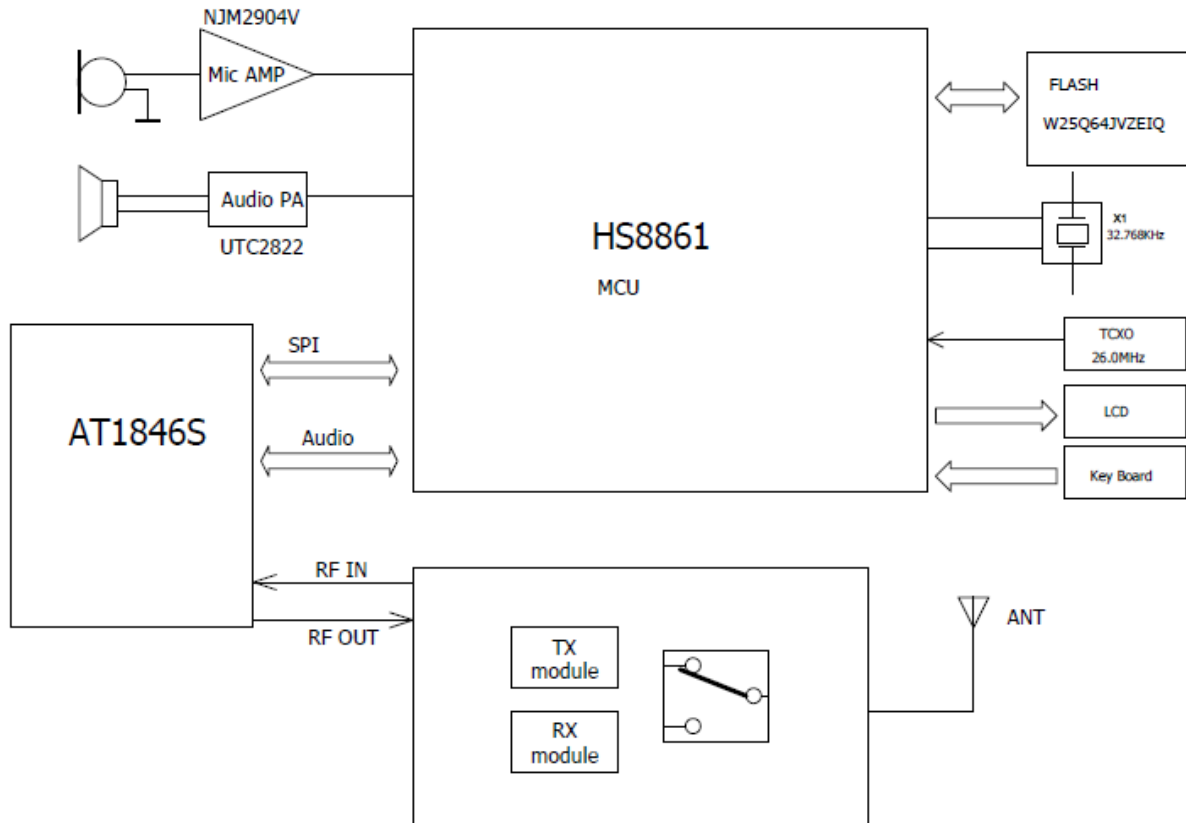 NJM2904V
Mic AMP
FLASH
W25Q64JVZEIQ
Audio PA
UTC2822
HS8861
MCU
X1
32.768KHz
TCXO
26.0MHz
SPI
LCD
AT1846S
Audio
Key Board
RF IN
RF OUT
TX
module
RX
module
ANT